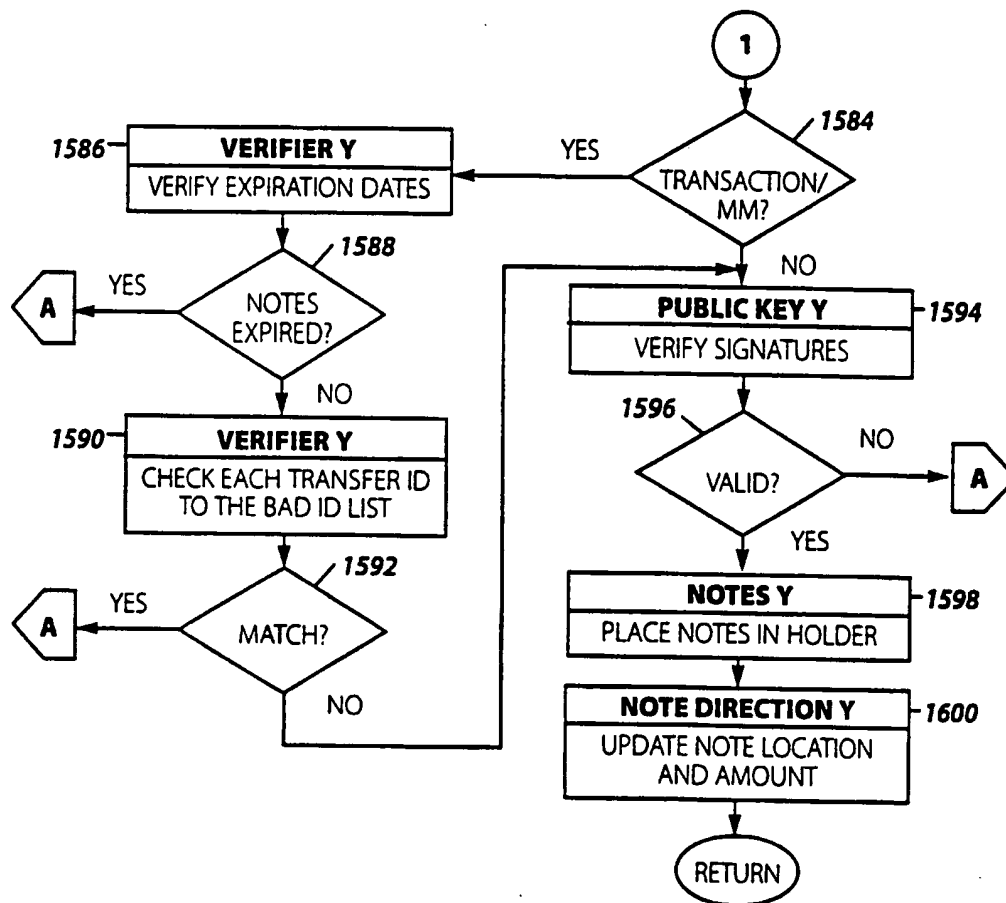 1
1584
TRANSACTION/
MM?
YES
NO
1586
VERIFIER Y
VERIFY EXPIRATION DATES
1588
NOTES
EXPIRED?
YES
A
NO
1590
VERIFIER Y
CHECK EACH TRANSFER ID
TO THE BAD ID LIST
1592
MATCH?
YES
A
NO
PUBLIC KEY Y
1594
VERIFY SIGNATURES
1596
VALID?
NO
A
YES
NOTES Y
1598
PLACE NOTES IN HOLDER
NOTE DIRECTION Y
1600
UPDATE NOTE LOCATION
AND AMOUNT
RETURN